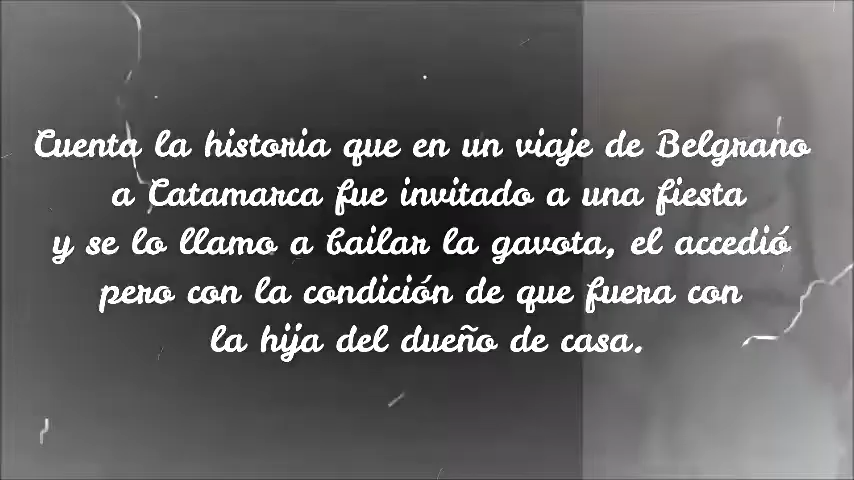 Cuenta la historia que en un viaje de Belgrano
a Catamarca fue invitado a una fiesta
y se lo llamo a bailar la gavota, el accedió
pero con la condición de que fuera con
la hija del dueño de casa.